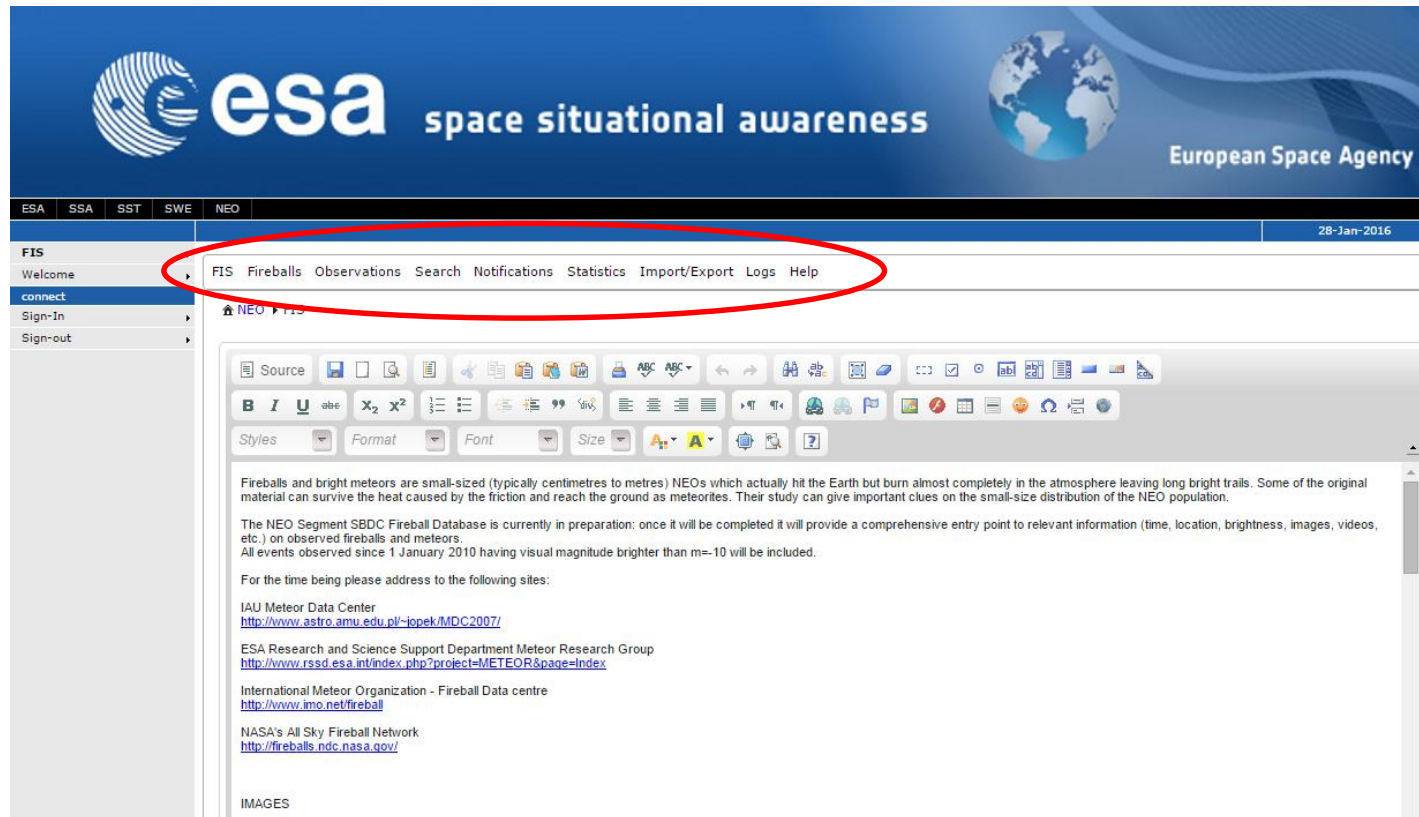 esa space situational awareness
European Space Agency
ESA SSA SST SWE NEO
28-Jan-2016
FIS
Welcome
connect
Sign-In
Sign-out
FIS Fireballs Observations Search Notifications Statistics Import/Export Logs Help
NEO FIS
Source
B I U abc X2 X²
Styles Format Font Size
Fireballs and bright meteors are small-sized (typically centimetres to metres) NEOs which actually hit the Earth but burn almost completely in the atmosphere leaving long bright trails. Some of the original
material can survive the heat caused by the friction and reach the ground as meteorites. Their study can give important clues on the small-size distribution of the NEO population.
The NEO Segment SBDC Fireball Database is currently in preparation: once it will be completed it will provide a comprehensive entry point to relevant information (time, location, brightness, images, videos,
etc.) on observed fireballs and meteors.
All events observed since 1 January 2010 having visual magnitude brighter than m=-10 will be included.
For the time being please address to the following sites:
IAU Meteor Data Center
http://www.astro.amu.edu.pl/~jopek/MDC2007/
ESA Research and Science Support Department Meteor Research Group
http://www.rssd.esa.int/index.php?project=METEOR&page=Index
International Meteor Organization - Fireball Data centre
http://www.imo.net/fireball
NASA's All Sky Fireball Network
http://fireballs.ndc.nasa.gov/
IMAGES